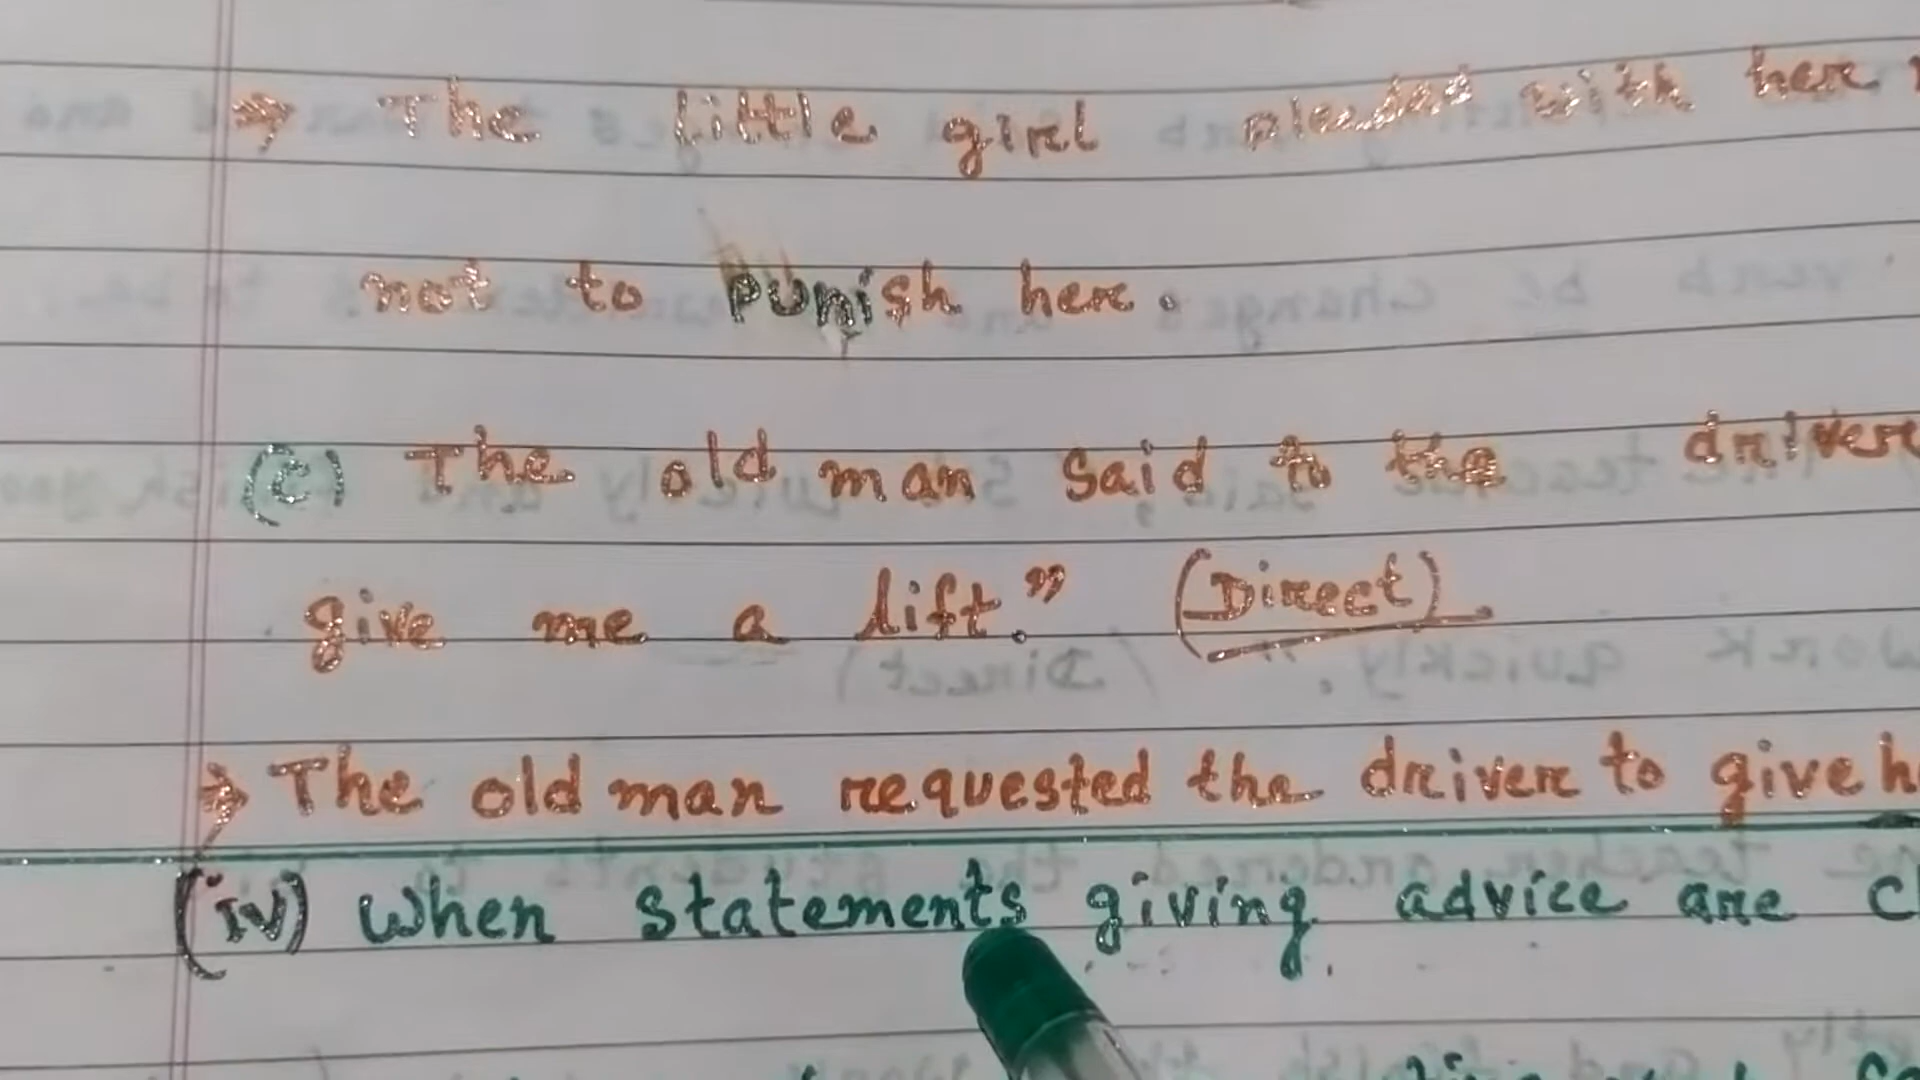 ⇒ The little girl pleaded with her
not to punish her.
(c) The old man said to the driver
give me a lift." (Direct)
⇒ The old man requested the driver to give h
(iv) when statements giving advice are c